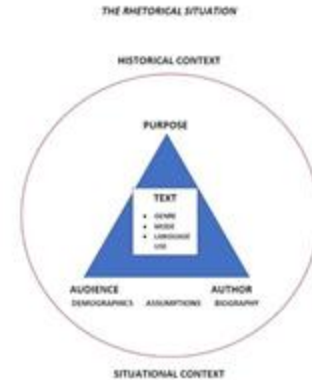 THE RHETORICAL SITUATION
HISTORICAL CONTEXT
PURPOSE
TEXT
• GENRE
• MODE
• LANGUAGE
USE
AUDIENCE AUTHOR
DEMOGRAPHICS ASSUMPTIONS BIOGRAPHY
SITUATIONAL CONTEXT